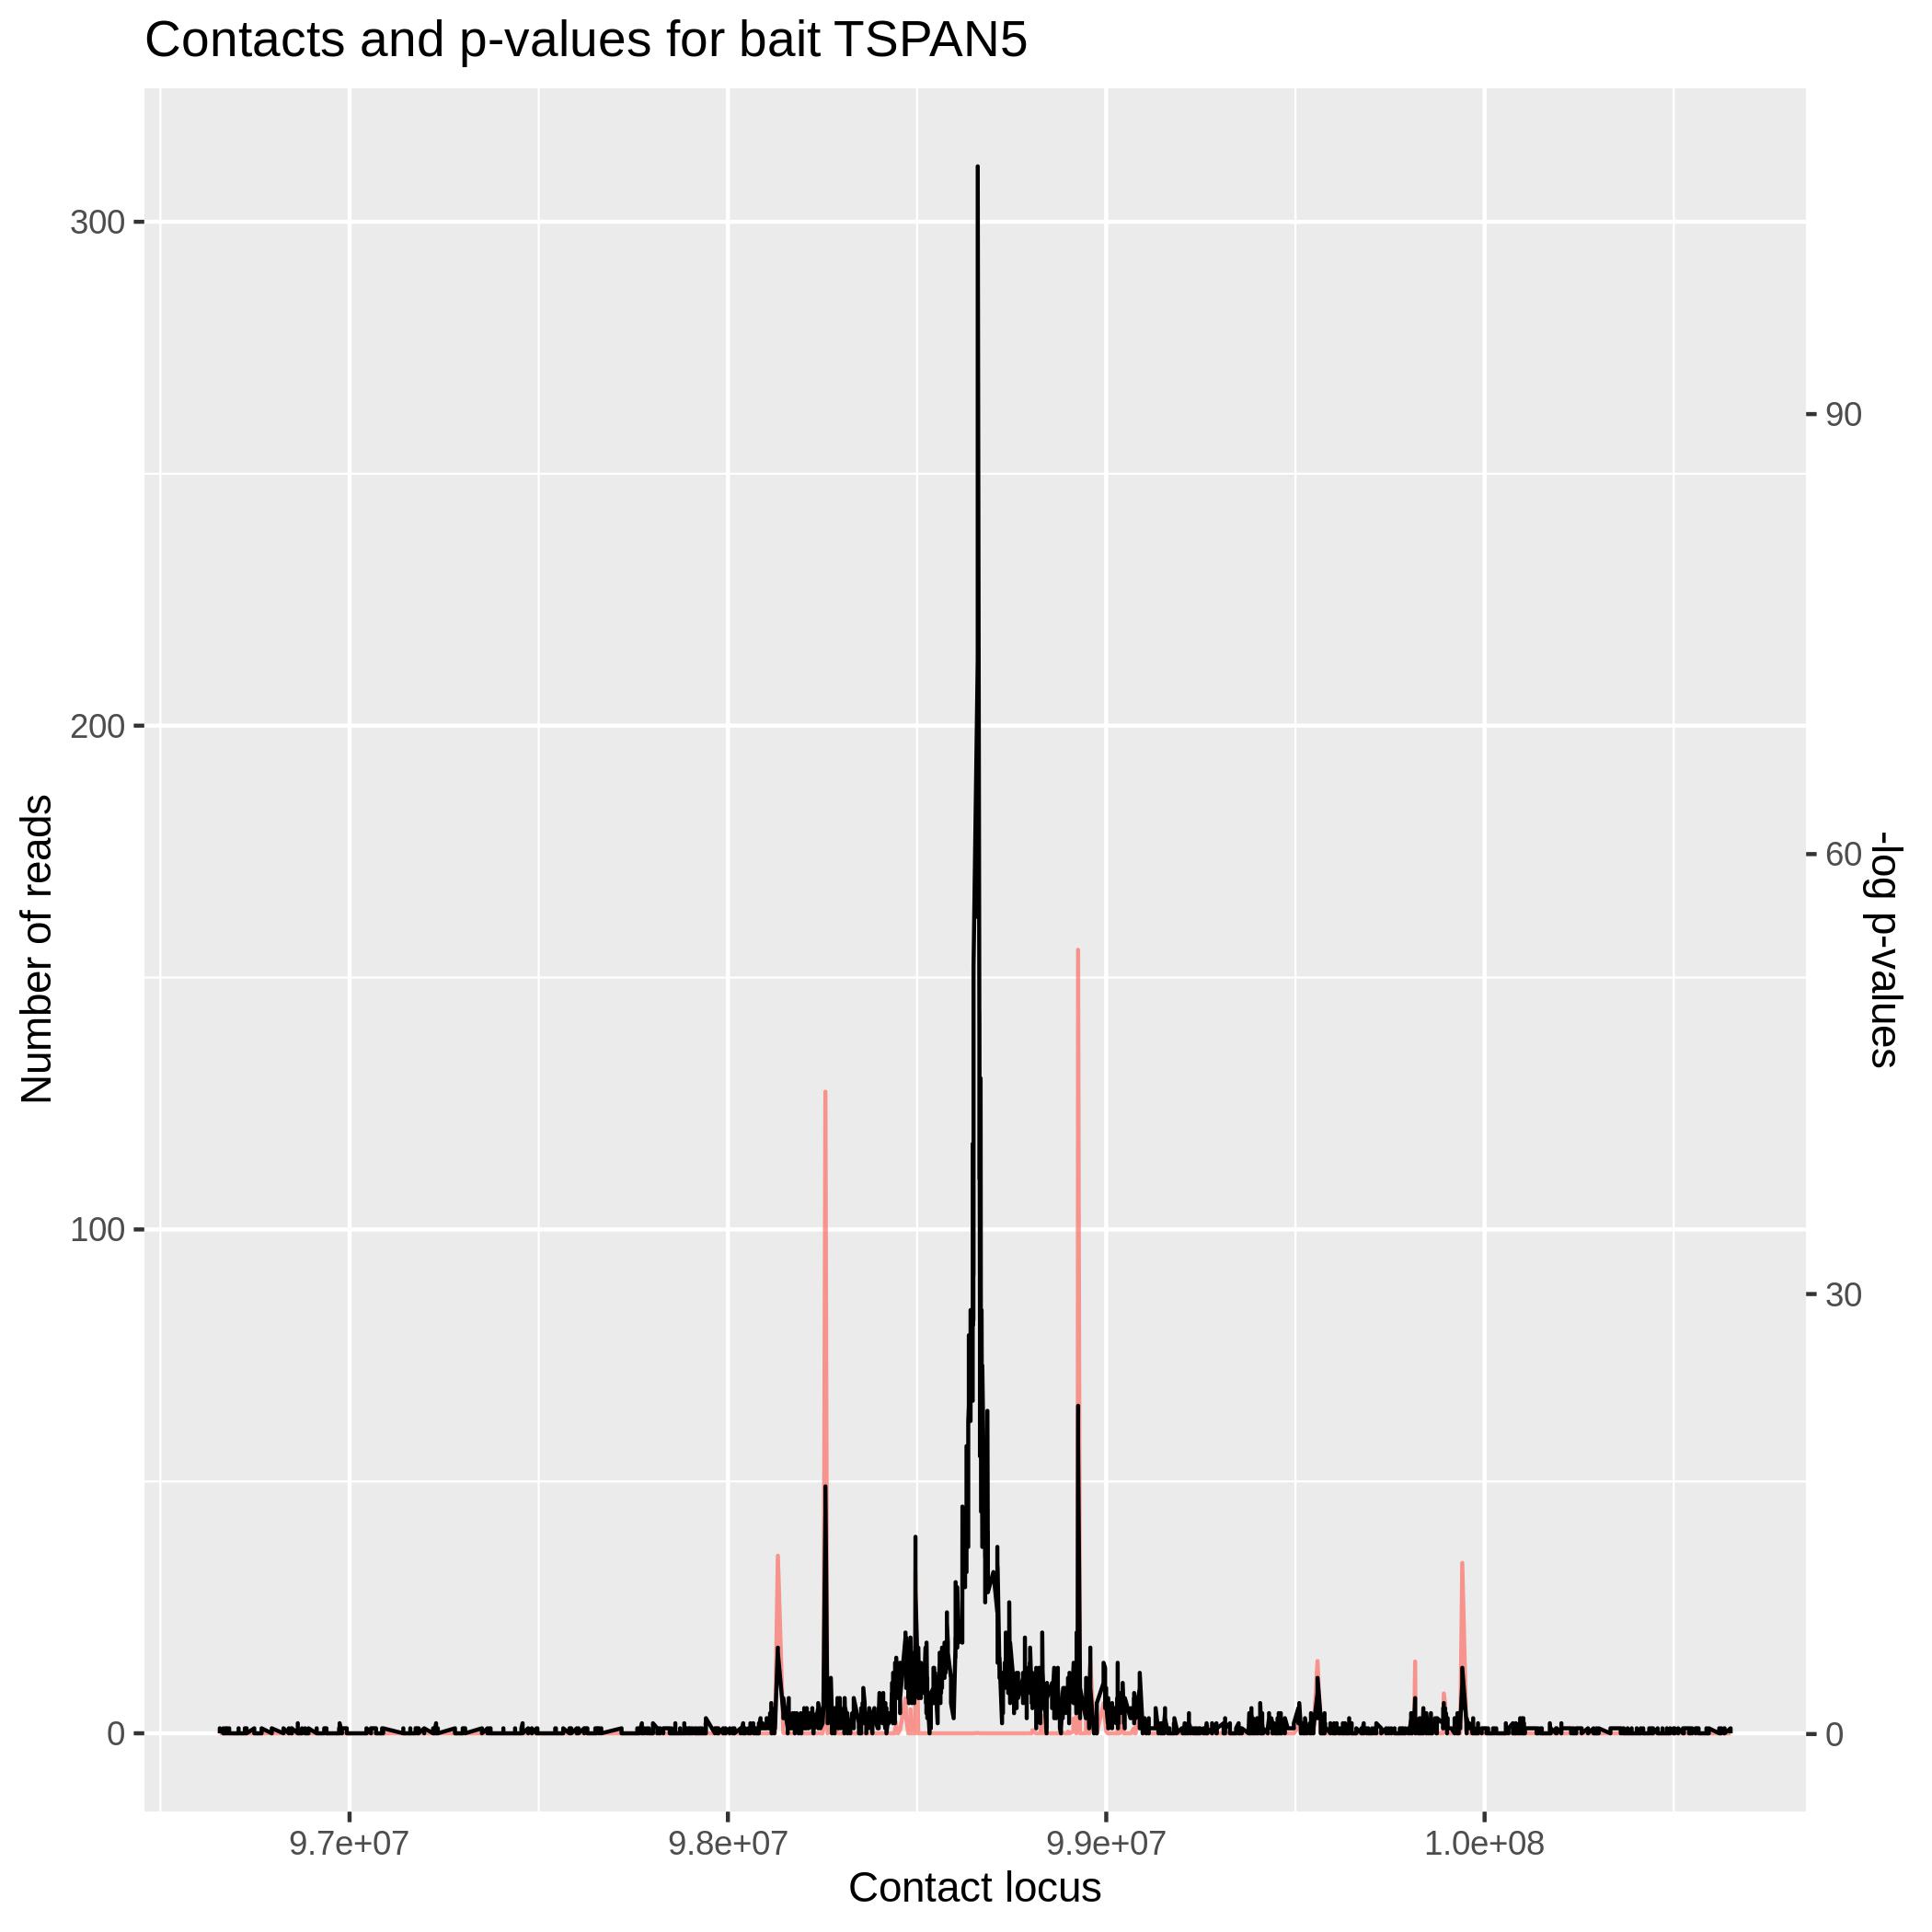 Contacts and p-values for bait TSPAN5
300
200
100
0
Number of reads
90
60
30
0
-log p-values
9.7e+07
9.8e+07
9.9e+07
1.0e+08
Contact locus